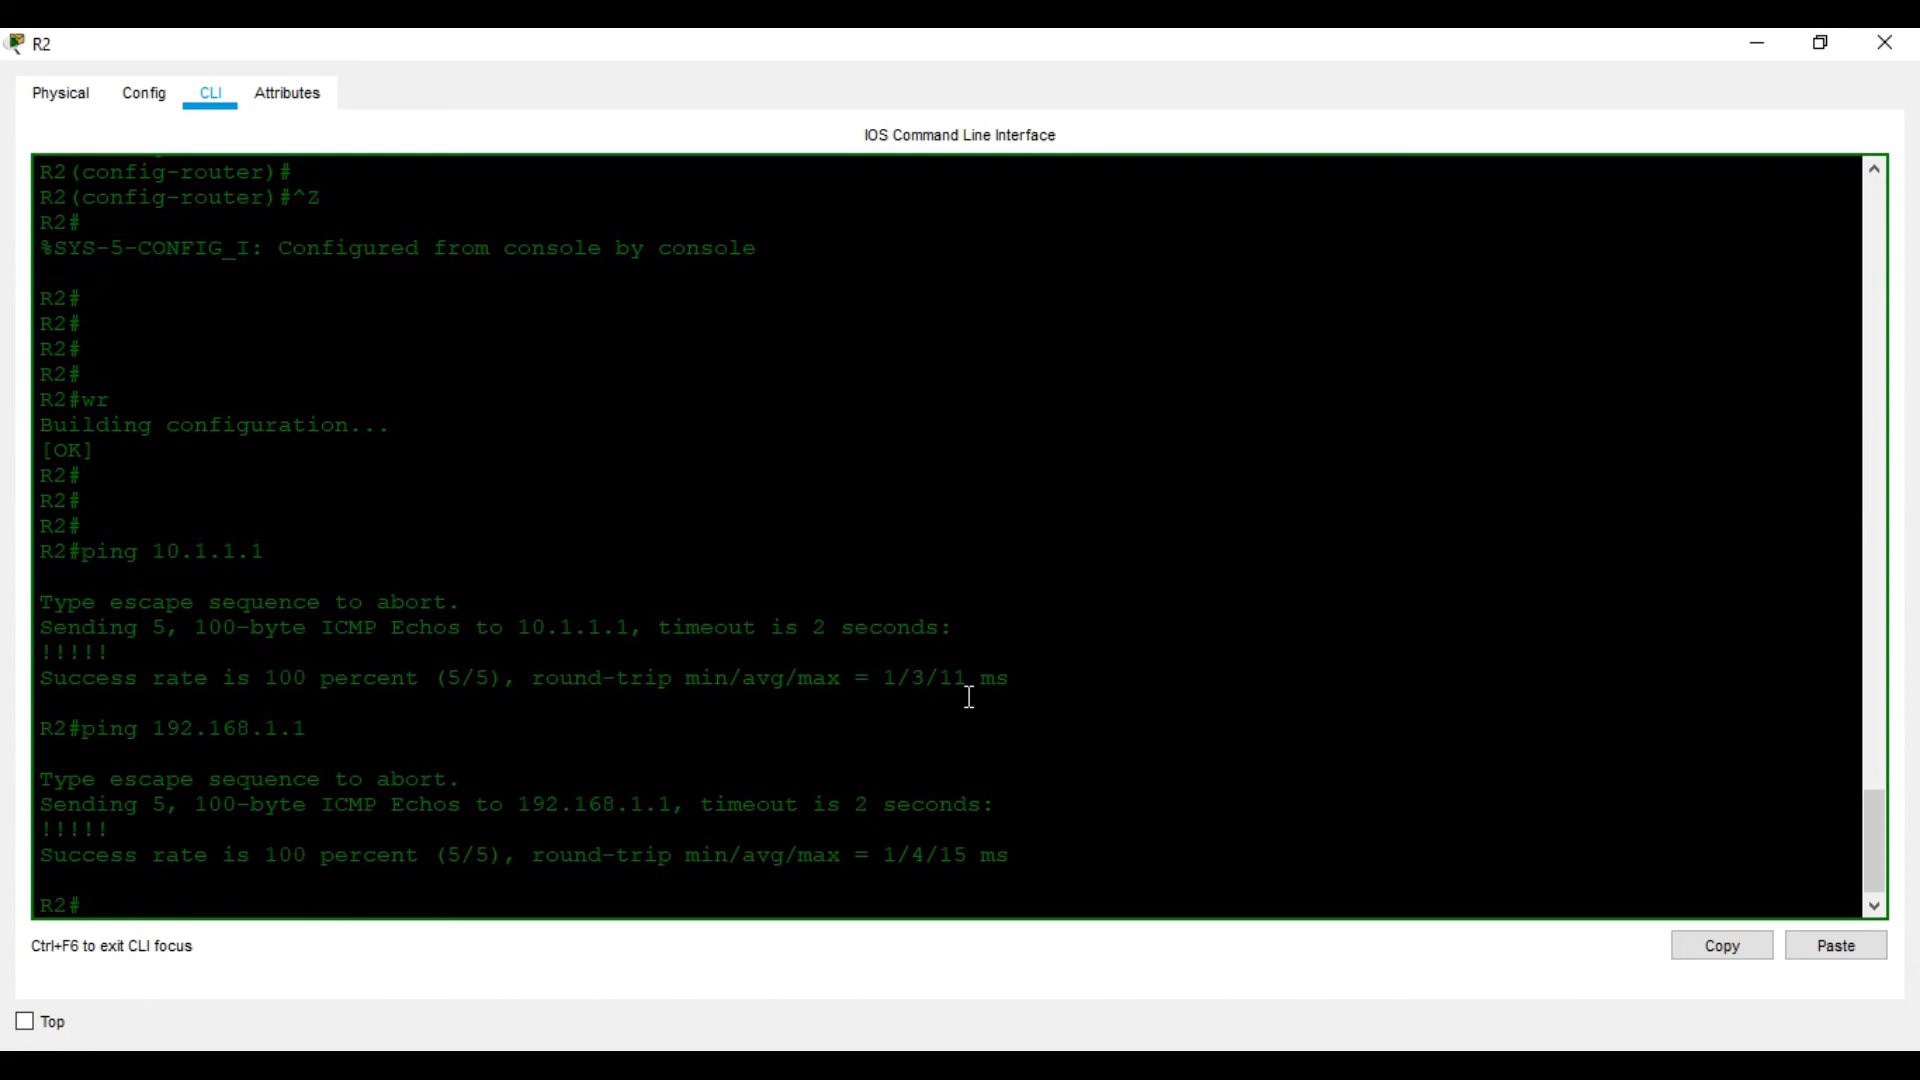 R2
Physical Config CLI Attributes
IOS Command Line Interface
R2(config-router)#
R2(config-router)#^Z
R2#
%SYS-5-CONFIG_I: Configured from console by console
R2#
R2#
R2#
R2#
R2#wr
Building configuration...
[OK]
R2#
R2#
R2#
R2#ping 10.1.1.1
Type escape sequence to abort.
Sending 5, 100-byte ICMP Echos to 10.1.1.1, timeout is 2 seconds:
!!!!!
Success rate is 100 percent (5/5), round-trip min/avg/max = 1/3/11 ms
R2#ping 192.168.1.1
Type escape sequence to abort.
Sending 5, 100-byte ICMP Echos to 192.168.1.1, timeout is 2 seconds:
!!!!!
Success rate is 100 percent (5/5), round-trip min/avg/max = 1/4/15 ms
R2#
Ctrl+F6 to exit CLI focus
Copy Paste
Top